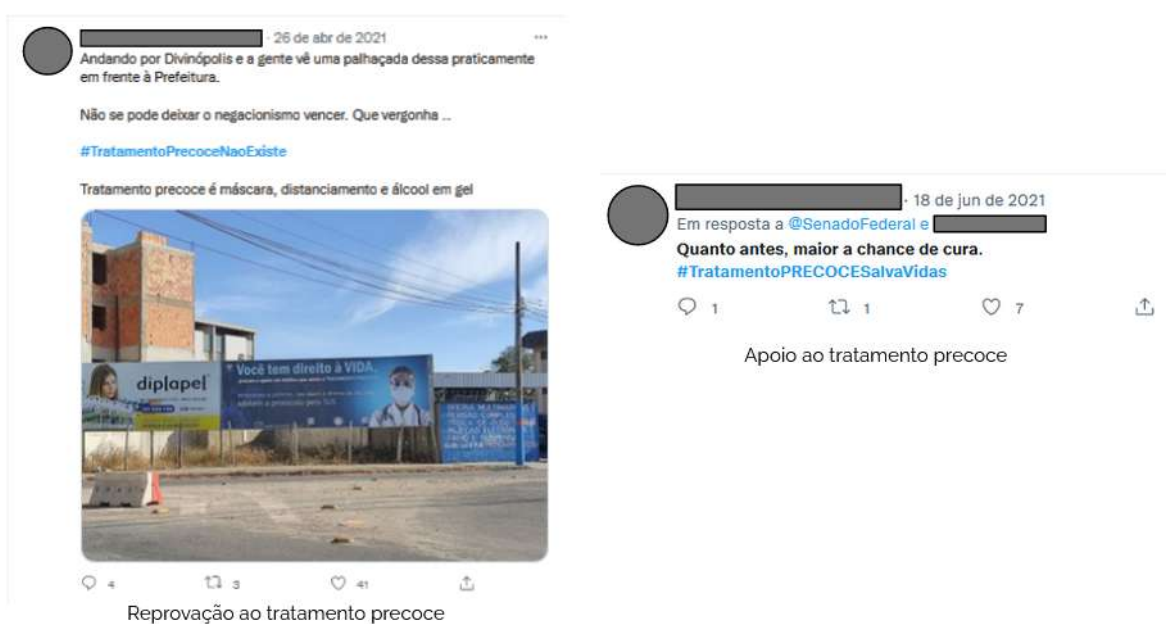 · 26 de abr de 2021
Andando por Divinópolis e a gente vê uma palhaçada dessa praticamente
em frente à Prefeitura.
Não se pode deixar o negacionismo vencer. Que vergonha ...
#TratamentoPrecoceNaoExiste
Tratamento precoce é máscara, distanciamento e álcool em gel
diplapel
Você tem direito à VIDA.
4 3 41
Reprovação ao tratamento precoce
· 18 de jun de 2021
Em resposta a @SenadoFederal e
Quanto antes, maior a chance de cura.
#TratamentoPRECOCESalvaVidas
1 1 7
Apoio ao tratamento precoce